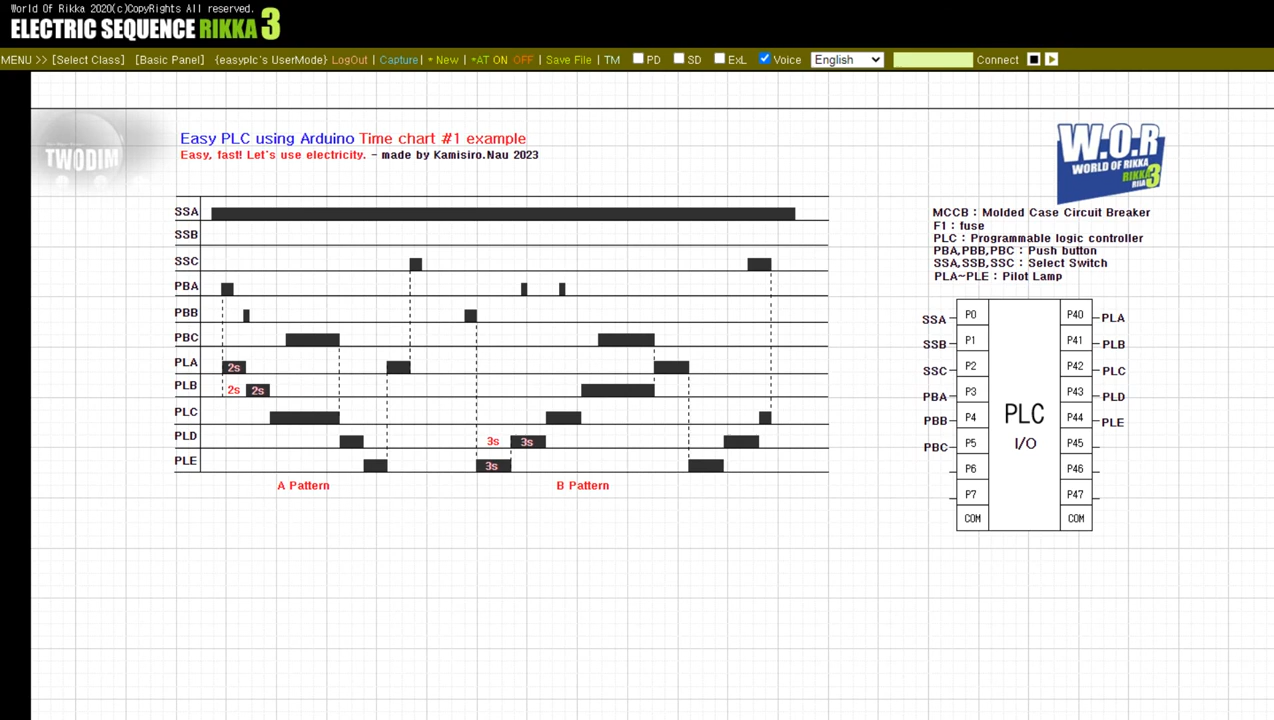 World Of Rikka 2020(c)CopyRights All reserved.
ELECTRIC SEQUENCE RIKKA 3
MENU >> [Select Class] [Basic Panel] {easyplc's UserMode} LogOut | Capture | * New | *AT ON OFF | Save File | TM PD SD ExL Voice English Connect
TWODIM
Easy PLC using Arduino Time chart #1 example
Easy, fast! Let's use electricity. - made by Kamisiro.Nau 2023
W.O.R
WORLD OF RIKKA
RIKKA 3
MCCB : Molded Case Circuit Breaker
F1 : fuse
PLC : Programmable logic controller
PBA,PBB,PBC : Push button
SSA,SSB,SSC : Select Switch
PLA~PLE : Pilot Lamp
SSA
SSB
SSC
PBA
PBB
PBC
PLA 2s
PLB 2s 2s
PLC
PLD 3s 3s
PLE 3s
A Pattern B Pattern
SSA P0 P40 PLA
SSB P1 P41 PLB
SSC P2 P42 PLC
PBA P3 P43 PLD
PBB P4 PLC P44 PLE
PBC P5 I/O P45
P6 P46
P7 P47
COM COM